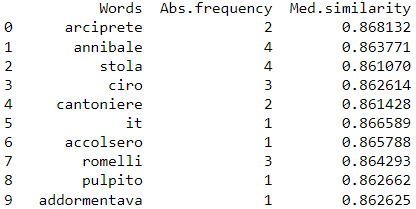 Words Abs.frequency Med.similarity
0 arciprete 2 0.868132
1 annibale 4 0.863771
2 stola 4 0.861070
3 ciro 3 0.862614
4 cantoniere 2 0.861428
5 it 1 0.866589
6 accolsero 1 0.865788
7 romelli 3 0.864293
8 pulpito 1 0.862662
9 addormentava 1 0.862625